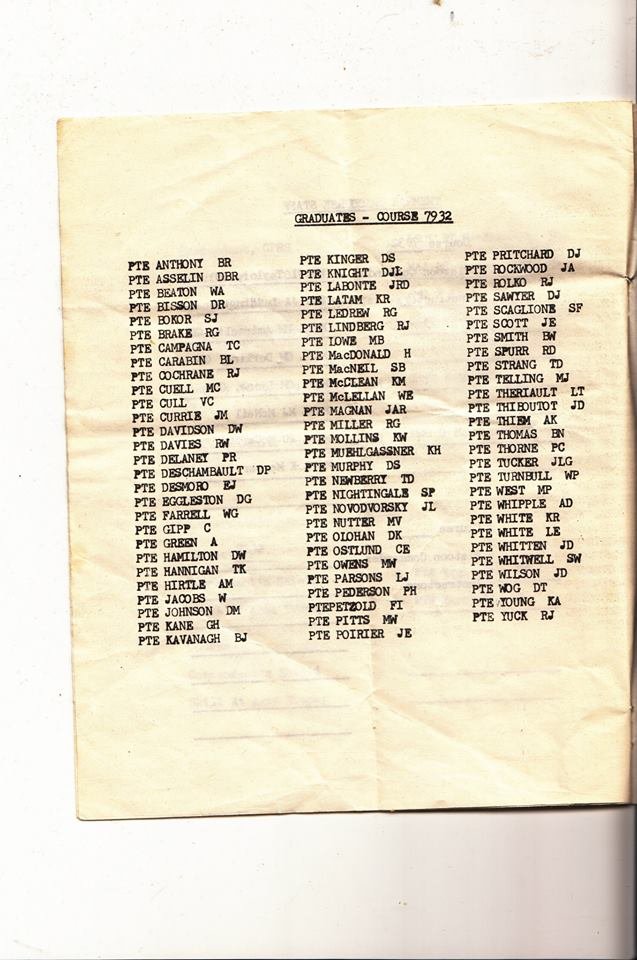 GRADUATES - COURSE 7932
PTE ANTHONY BR
PTE ASSELIN DBR
PTE BEATON WA
PTE BISSON DR
PTE BOKOR SJ
PTE BRAKE RG
PTE CAMPAGNA TC
PTE CARABIN BL
PTE COCHRANE RJ
PTE CUELL MC
PTE CULL VC
PTE CURRIE JM
PTE DAVIDSON DW
PTE DAVIES RW
PTE DELANEY PR
PTE DESCHAMBAULT DP
PTE DESMORO EJ
PTE EGGLESTON DG
PTE FARRELL WG
PTE GIPP C
PTE GREEN A
PTE HAMILTON DW
PTE HANNIGAN TK
PTE HIRTLE AM
PTE JACOBS W
PTE JOHNSON DM
PTE KANE GH
PTE KAVANAGH BJ
PTE KINGER DS
PTE KNIGHT DJL
PTE LABONTE JRD
PTE LATAM KR
PTE LEDREW RG
PTE LINDBERG RJ
PTE LOWE MB
PTE MacDONALD H
PTE MacNEIL SB
PTE McCLEAN KM
PTE McLELLAN WE
PTE MAGNAN JAR
PTE MILLER RG
PTE MOLLINS KW
PTE MUEHLGASSNER KH
PTE MURPHY DS
PTE NEWBERRY TD
PTE NIGHTINGALE SP
PTE NOVODVORSKY JL
PTE NUTTER MV
PTE OLOHAN DK
PTE OSTLUND CE
PTE OWENS MW
PTE PARSONS LJ
PTE PEDERSON PH
PTEPETZOLD FI
PTE PITTS MW
PTE POIRIER JE
PTE PRITCHARD DJ
PTE ROCKWOOD JA
PTE ROLKO RJ
PTE SAWYER DJ
PTE SCAGLIONE SF
PTE SCOTT JE
PTE SMITH BW
PTE SPURR RD
PTE STRANG TD
PTE TELLING MJ
PTE THERIAULT LT
PTE THIBOUTOT JD
PTE THIEM AK
PTE THOMAS BN
PTE THORNE PC
PTE TUCKER JLG
PTE TURNBULL WP
PTE WEST MP
PTE WHIPPLE AD
PTE WHITE KR
PTE WHITE LE
PTE WHITTEN JD
PTE WHITWELL SW
PTE WILSON JD
PTE WOG DT
PTE YOUNG KA
PTE YUCK RJ